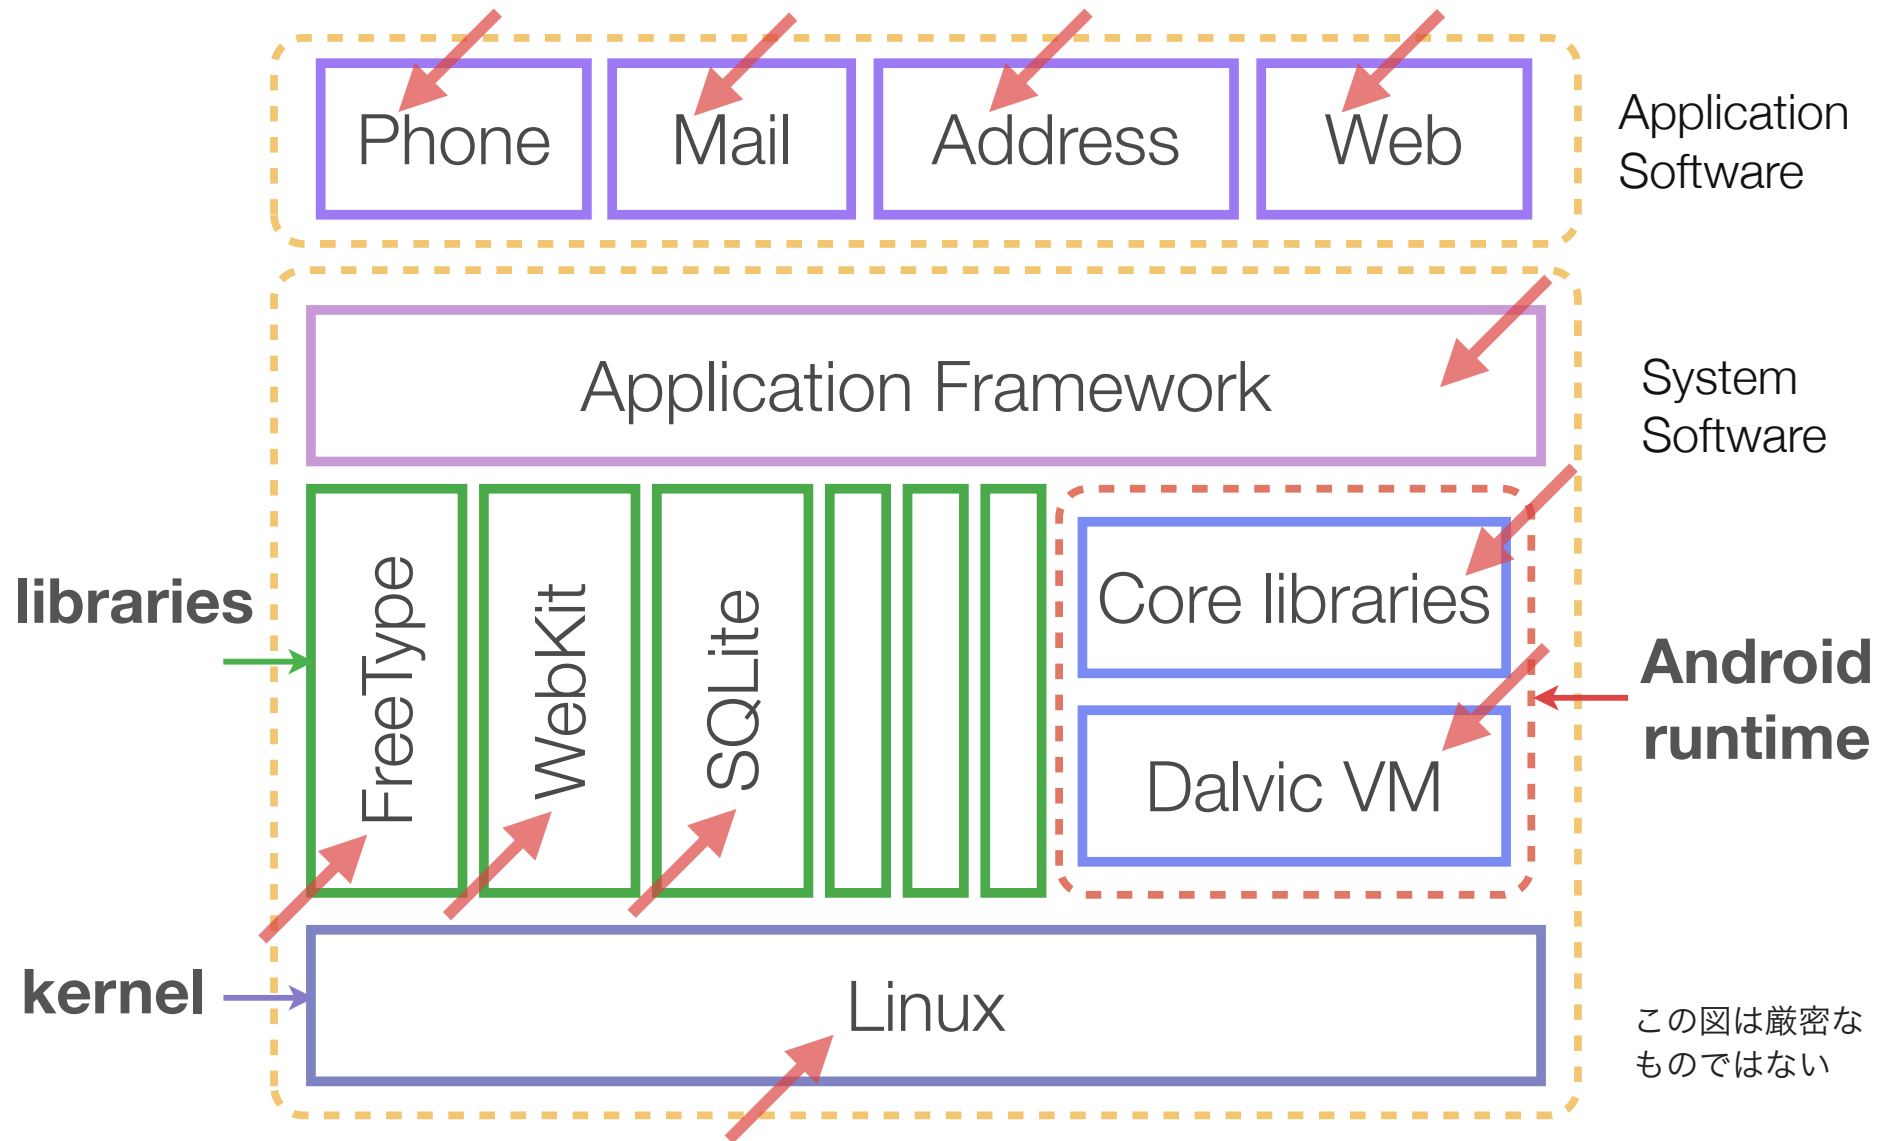 Phone
Mail
Address
Web
Application
Software
Application Framework
System
Software
libraries
FreeType
WebKit
SQLite
Core libraries
Dalvic VM
Android
runtime
kernel
Linux
この図は厳密な
ものではない